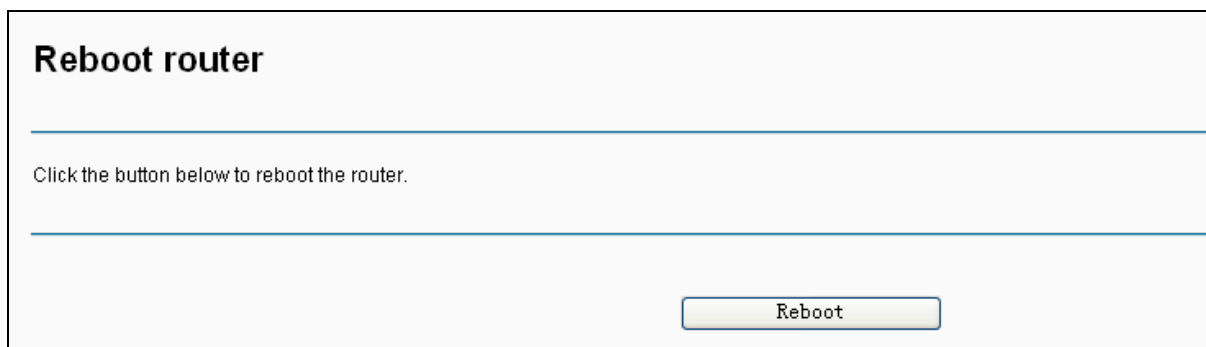 Reboot router
Click the button below to reboot the router.
Reboot